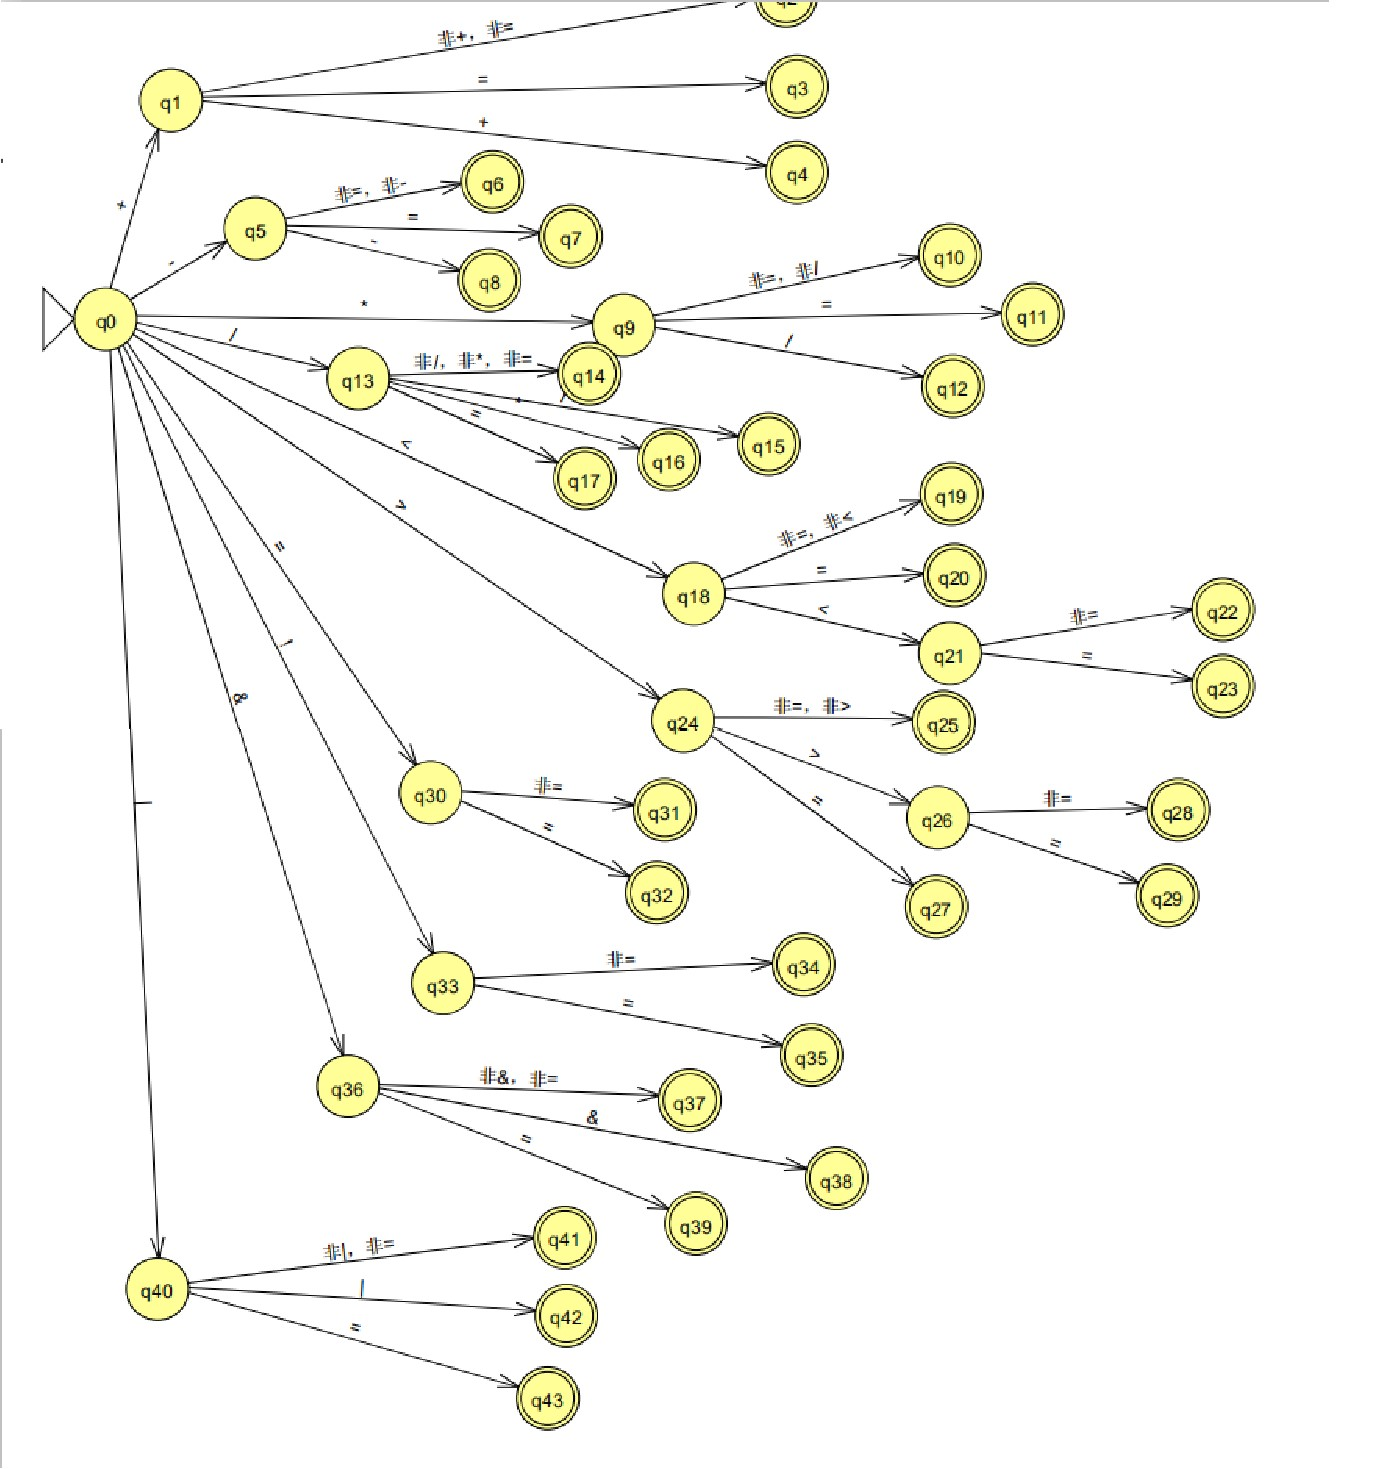 q2
非+，非=
q1
=
q3
+
q4
+
非=，非-
q6
q5
=
q7
-
-
q8
非=，非/
q10
q0
*
q9
=
q11
/
/
q13
非/，非*，非=
q14
q12
=
q15
q16
q17
<
q19
>
非=，非<
=
=
q20
q18
<
非=
q22
!
q21
=
q23
&
非=，非>
q24
q25
>
q30
非=
q31
=
q26
非=
q28
|
=
=
q32
q27
q29
非=
q34
q33
=
q35
非&，非=
q36
q37
&
=
q38
q39
非|，非=
q41
q40
|
q42
=
q43